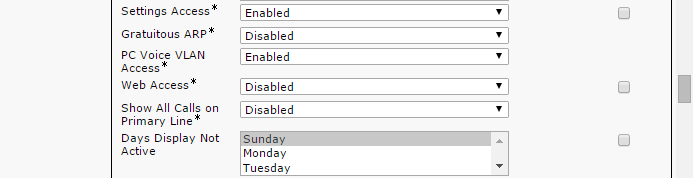 Settings Access* Enabled
Gratuitous ARP* Disabled
PC Voice VLAN Access* Enabled
Web Access* Disabled
Show All Calls on Primary Line* Disabled
Days Display Not Active Sunday
Monday
Tuesday